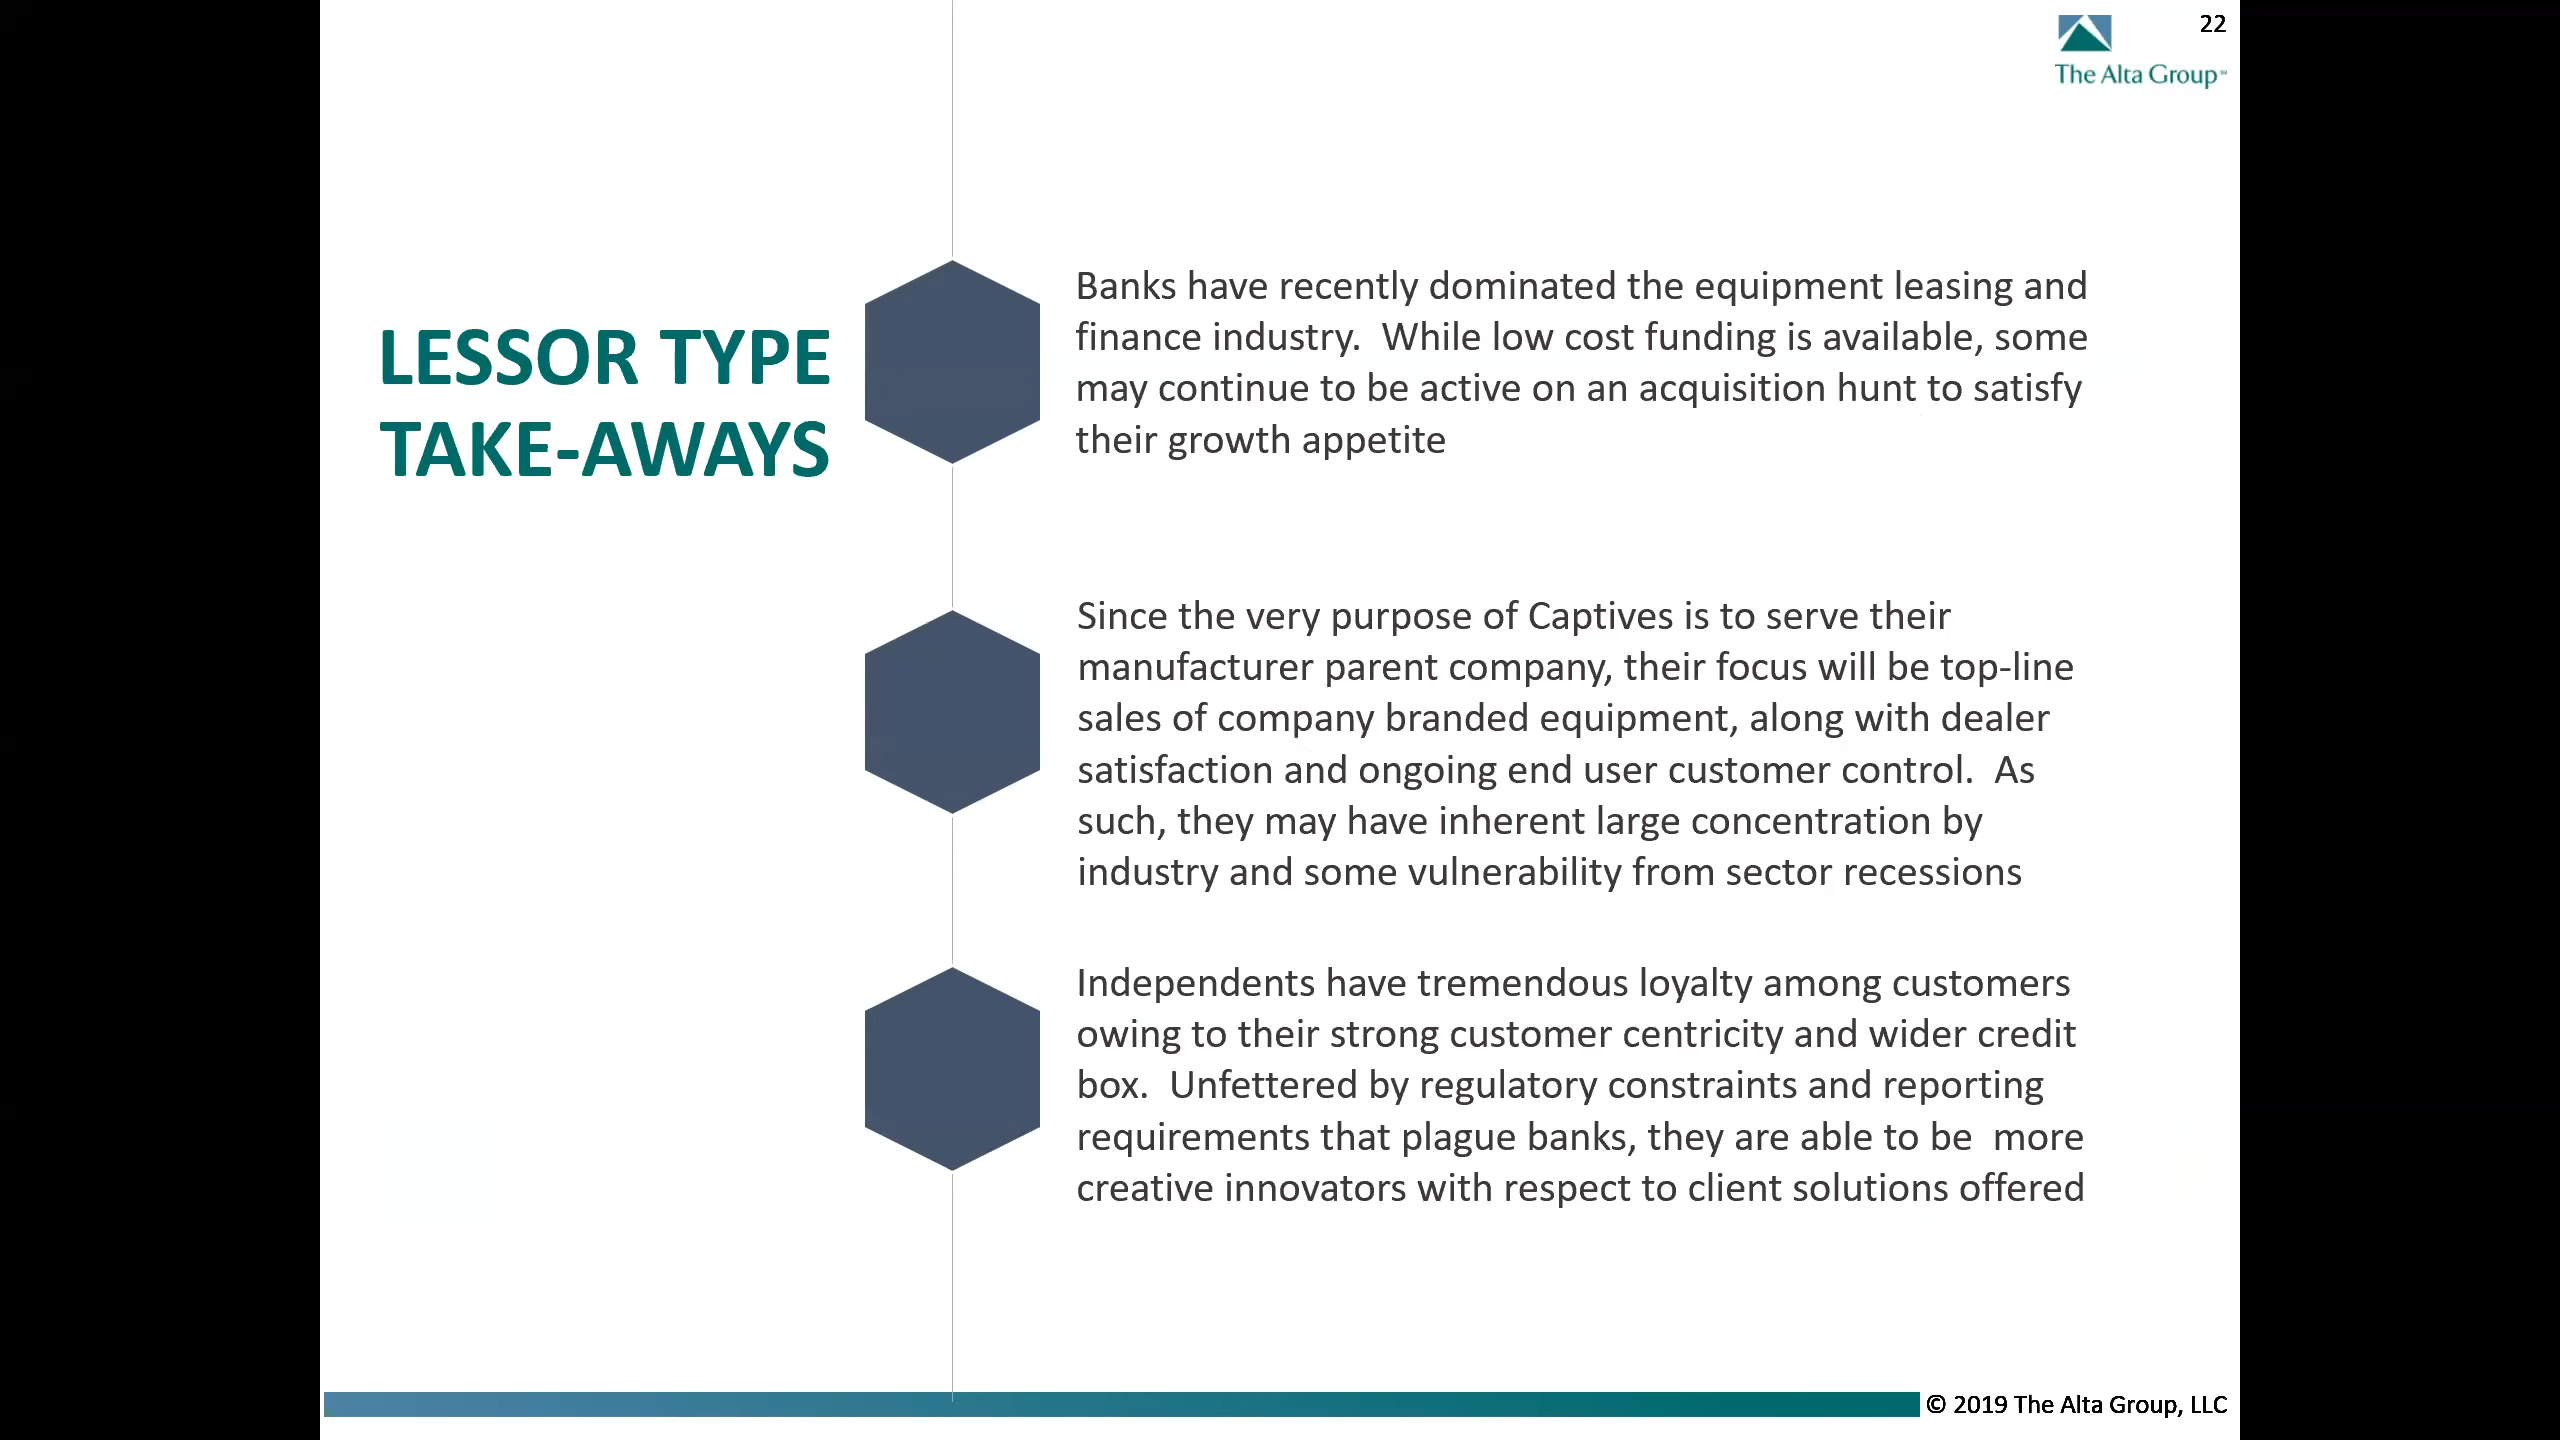 22
The Alta Group℠
LESSOR TYPE
TAKE-AWAYS
Banks have recently dominated the equipment leasing and
finance industry.  While low cost funding is available, some
may continue to be active on an acquisition hunt to satisfy
their growth appetite
Since the very purpose of Captives is to serve their
manufacturer parent company, their focus will be top-line
sales of company branded equipment, along with dealer
satisfaction and ongoing end user customer control.  As
such, they may have inherent large concentration by
industry and some vulnerability from sector recessions
Independents have tremendous loyalty among customers
owing to their strong customer centricity and wider credit
box.  Unfettered by regulatory constraints and reporting
requirements that plague banks, they are able to be  more
creative innovators with respect to client solutions offered
© 2019 The Alta Group, LLC